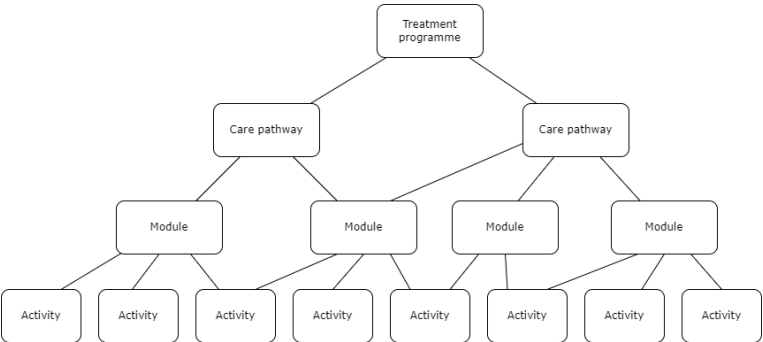 Treatment
programme
Care pathway
Care pathway
Module
Module
Module
Module
Activity
Activity
Activity
Activity
Activity
Activity
Activity
Activity